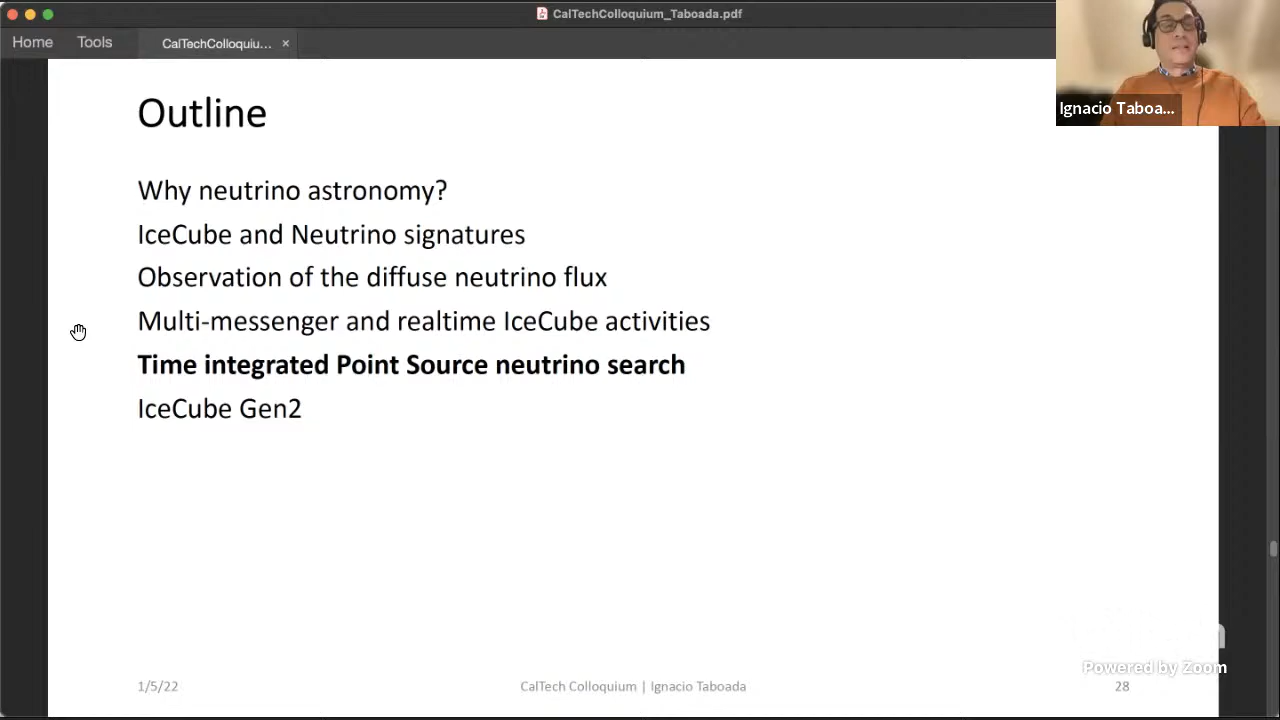 CalTechColloquium_Taboada.pdf
Home
Tools
CalTechColloquiu...
Ignacio Taboa...
Outline
Why neutrino astronomy?
IceCube and Neutrino signatures
Observation of the diffuse neutrino flux
Multi-messenger and realtime IceCube activities
Time integrated Point Source neutrino search
IceCube Gen2
Powered by Zoom
1/5/22
CalTech Colloquium | Ignacio Taboada
28